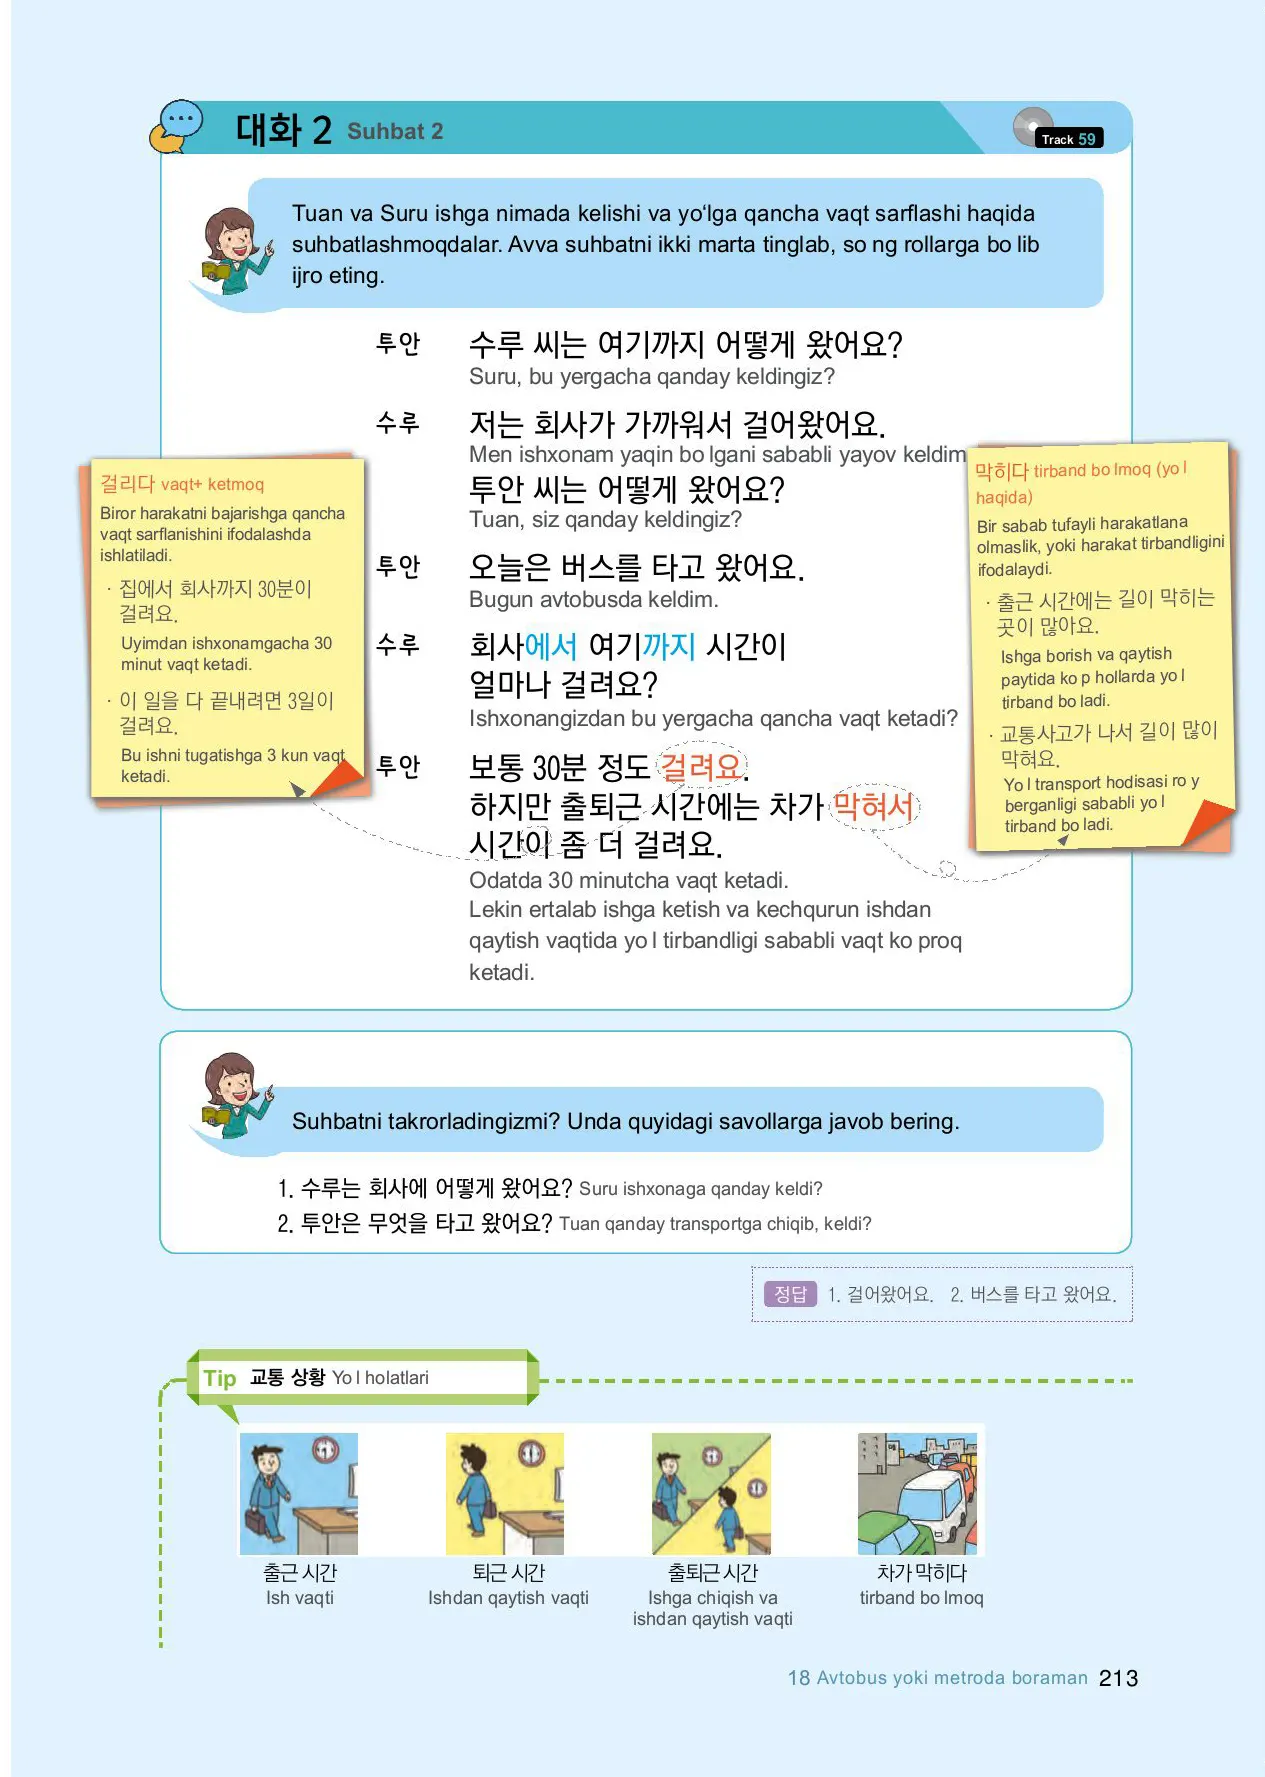 대화 2 Suhbat 2
Track 59
Tuan va Suru ishga nimada kelishi va yo‘lga qancha vaqt sarflashi haqida
suhbatlashmoqdalar. Avva suhbatni ikki marta tinglab, so ng rollarga bo lib
ijro eting.
투안 수루 씨는 여기까지 어떻게 왔어요?
Suru, bu yergacha qanday keldingiz?
수루 저는 회사가 가까워서 걸어왔어요.
Men ishxonam yaqin bo lgani sababli yayov keldim
투안 씨는 어떻게 왔어요?
Tuan, siz qanday keldingiz?
투안 오늘은 버스를 타고 왔어요.
Bugun avtobusda keldim.
수루 회사에서 여기까지 시간이
얼마나 걸려요?
Ishxonangizdan bu yergacha qancha vaqt ketadi?
투안 보통 30분 정도 걸려요.
하지만 출퇴근 시간에는 차가 막혀서
시간이 좀 더 걸려요.
Odatda 30 minutcha vaqt ketadi.
Lekin ertalab ishga ketish va kechqurun ishdan
qaytish vaqtida yo l tirbandligi sababli vaqt ko proq
ketadi.
걸리다 vaqt+ ketmoq
Biror harakatni bajarishga qancha
vaqt sarflanishini ifodalashda
ishlatiladi.
· 집에서 회사까지 30분이
걸려요.
Uyimdan ishxonamgacha 30
minut vaqt ketadi.
· 이 일을 다 끝내려면 3일이
걸려요.
Bu ishni tugatishga 3 kun vaqt
ketadi.
막히다 tirband bo lmoq (yo l
haqida)
Bir sabab tufayli harakatlana
olmaslik, yoki harakat tirbandligini
ifodalaydi.
· 출근 시간에는 길이 막히는
곳이 많아요.
Ishga borish va qaytish
paytida ko p hollarda yo l
tirband bo ladi.
· 교통사고가 나서 길이 많이
막혀요.
Yo l transport hodisasi ro y
berganligi sababli yo l
tirband bo ladi.
Suhbatni takrorladingizmi? Unda quyidagi savollarga javob bering.
1. 수루는 회사에 어떻게 왔어요? Suru ishxonaga qanday keldi?
2. 투안은 무엇을 타고 왔어요? Tuan qanday transportga chiqib, keldi?
정답 1. 걸어왔어요. 2. 버스를 타고 왔어요.
Tip 교통 상황 Yo l holatlari
출근 시간 퇴근 시간 출퇴근 시간 차가 막히다
Ish vaqti Ishdan qaytish vaqti Ishga chiqish va tirband bo lmoq
ishdan qaytish vaqti
18 Avtobus yoki metroda boraman 213